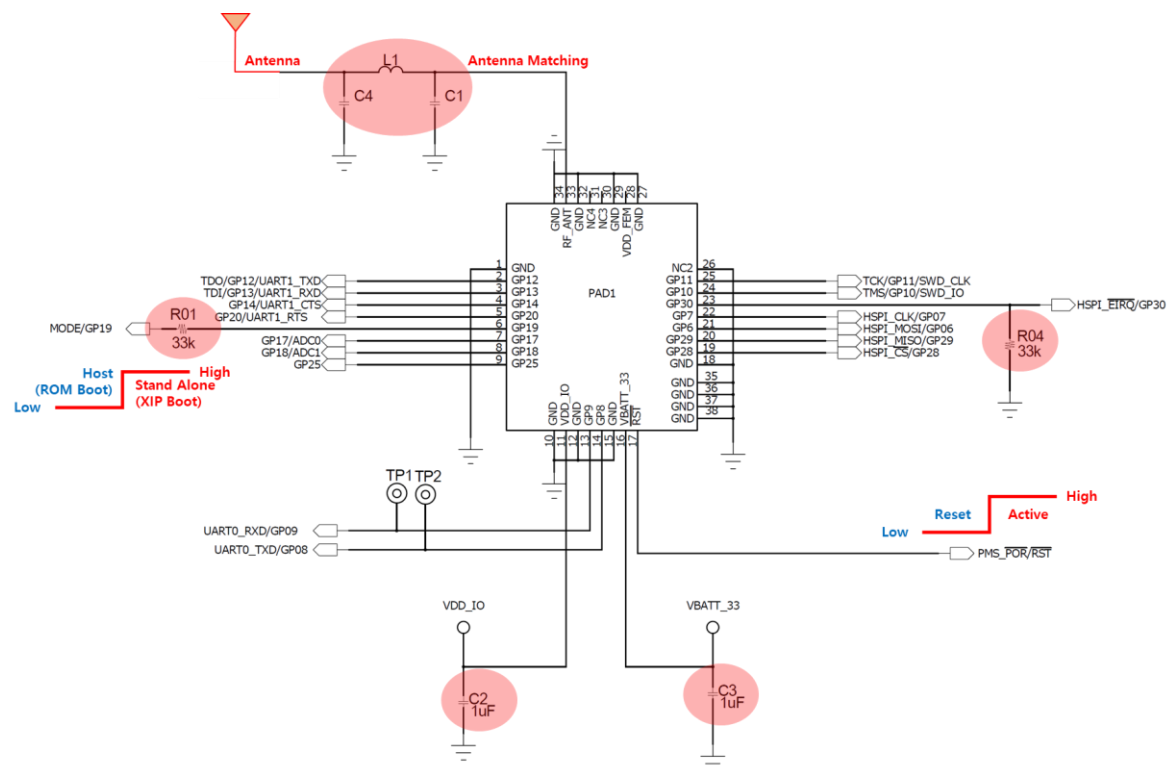 Antenna
L1
Antenna Matching
C4
C1
34 33 32 31 30 29 28 27
GND RF_ANT GND NC4 NC3 GND VDD_FEM GND
PAD1
1 GND
TDO/GP12/UART1_TXD 2 GP12
TDI/GP13/UART1_RXD 3 GP13
GP14/UART1_CTS 4 GP14
GP20/UART1_RTS 5 GP20
MODE/GP19 R01 33k 6 GP19
GP17/ADC0 7 GP17
GP18/ADC1 8 GP18
GP25 9 GP25
NC2 26
GP11 25 TCK/GP11/SWD_CLK
GP10 24 TMS/GP10/SWD_IO
GP30 23 HSPI_EIRQ/GP30
GP7 22 HSPI_CLK/GP07
GP6 21 HSPI_MOSI/GP06
GP29 20 HSPI_MISO/GP29
GP28 19 HSPI_CS/GP28
GND 18
GND 35
GND 36
GND 37
GND 38
R04
33k
Host
(ROM Boot)
High
Stand Alone
(XIP Boot)
Low
GND VDD_IO GND GP9 GP8 GND VBATT_33 RST
10 11 12 13 14 15 16 17
TP1 TP2
UART0_RXD/GP09
UART0_TXD/GP08
High
Reset
Active
Low
PMS_POR/RST
VDD_IO
VBATT_33
C2
1uF
C3
1uF